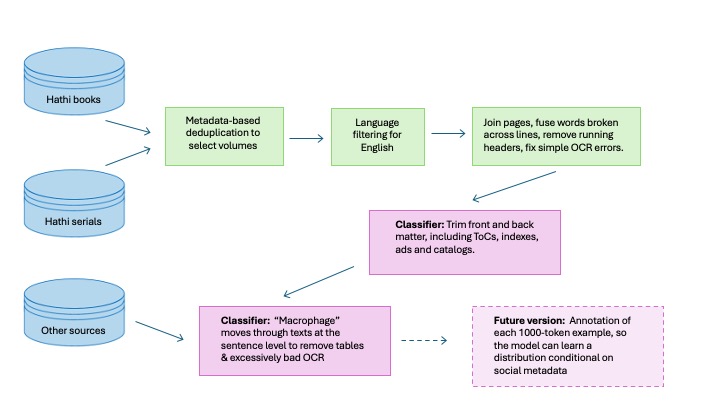 Hathi books
Metadata-based
deduplication to
select volumes
Language
filtering for
English
Join pages, fuse words broken
across lines, remove running
headers, fix simple OCR errors.
Hathi serials
Classifier: Trim front and back
matter, including ToCs, indexes,
ads and catalogs.
Other sources
Classifier: “Macrophage”
moves through texts at the
sentence level to remove tables
& excessively bad OCR
Future version: Annotation of
each 1000-token example, so
the model can learn a
distribution conditional on
social metadata